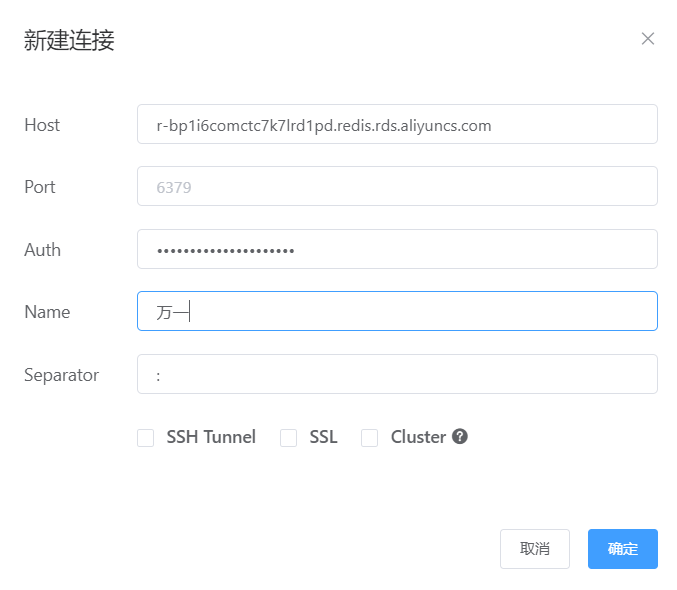 新建连接
Host r-bp1i6comctc7k7lrd1pd.redis.rds.aliyuncs.com
Port 6379
Auth •••••••••••••••••••••
Name 万一
Separator :
SSH Tunnel SSL Cluster ?
取消 确定